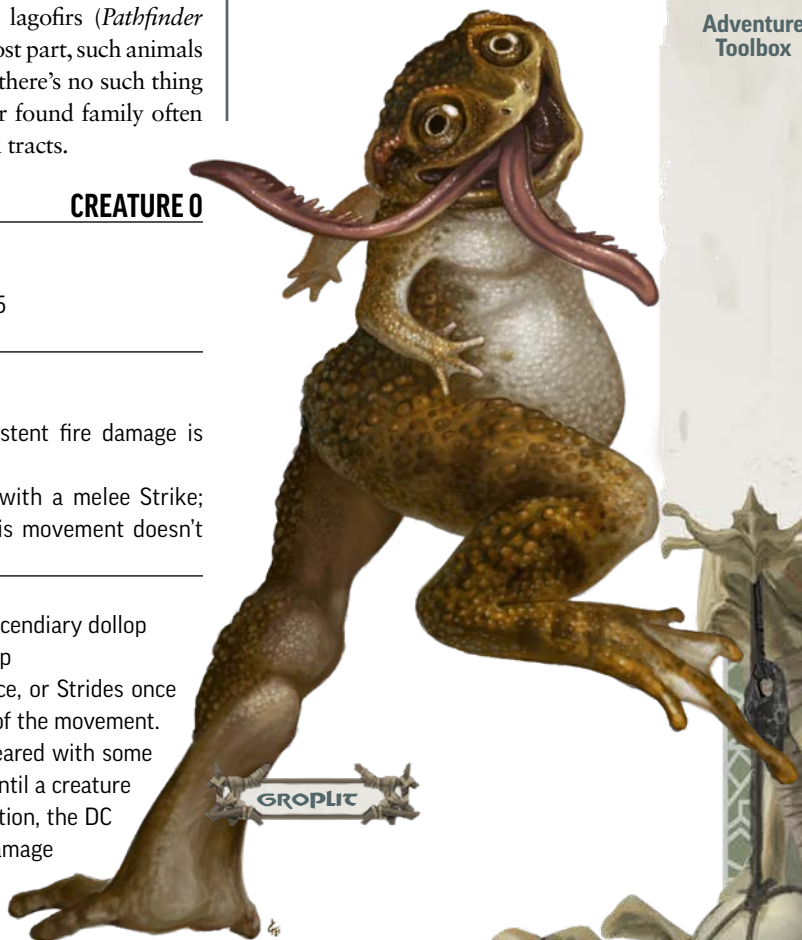 lagofirs (Pathfinder
ost part, such animals
there's no such thing
r found family often
tracts.
CREATURE 0
5
stent fire damage is
with a melee Strike;
is movement doesn't
cendiary dollop
p
ce, or Strides once
of the movement.
eared with some
ntil a creature
tion, the DC
amage
GROPLIT
Adventure
Toolbox